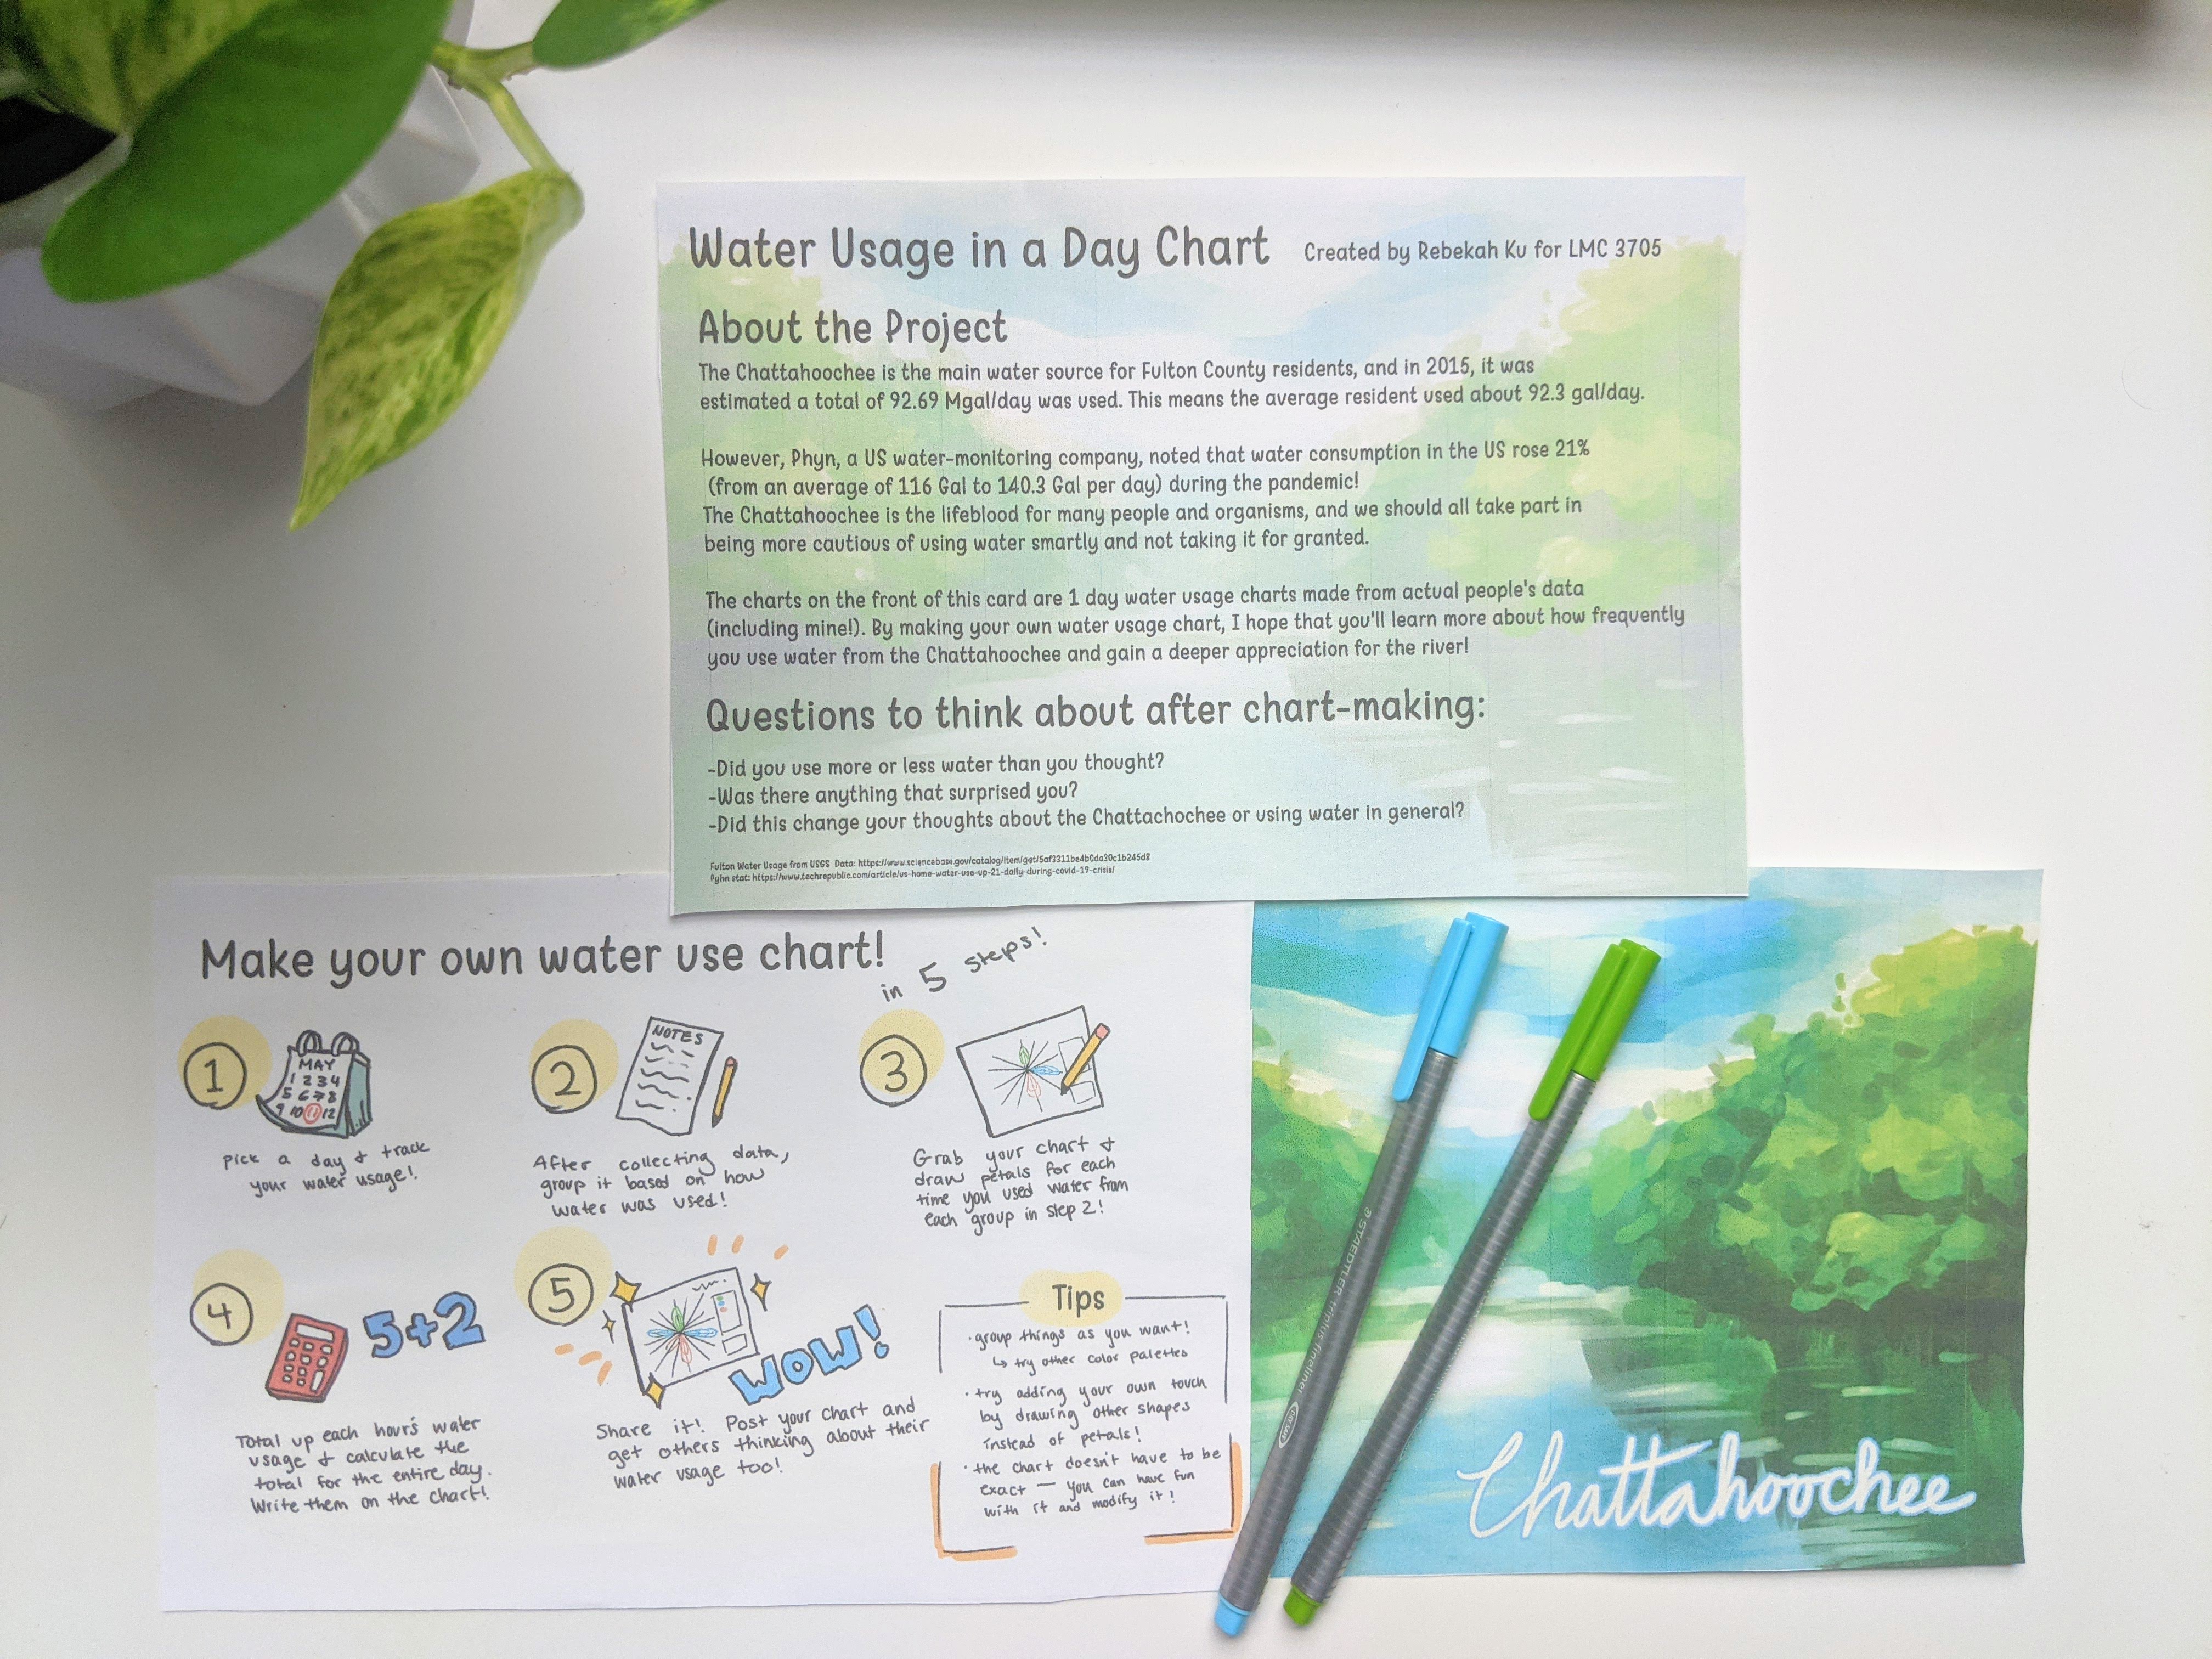 Water Usage in a Day Chart
Created by Rebekah Ku for LMC 3705
About the Project
The Chattahoochee is the main water source for Fulton County residents, and in 2015, it was
estimated a total of 92.69 Mgal/day was used. This means the average resident used about 92.3 gal/day.
However, Phyn, a US water-monitoring company, noted that water consumption in the US rose 21%
(from an average of 116 Gal to 140.3 Gal per day) during the pandemic!
The Chattahoochee is the lifeblood for many people and organisms, and we should all take part in
being more cautious of using water smartly and not taking it for granted.
The charts on the front of this card are 1 day water usage charts made from actual people's data
(including mine!). By making your own water usage chart, I hope that you'll learn more about how frequently
you use water from the Chattahoochee and gain a deeper appreciation for the river!
Questions to think about after chart-making:
-Did you use more or less water than you thought?
-Was there anything that surprised you?
-Did this change your thoughts about the Chattachochee or using water in general?
Fulton Water Usage from USGS Data: https://www.sciencebase.gov/catalog/item/get/5af3311be4b0da30c1b245d8
Pyhn stat: https://www.techrepublic.com/article/us-home-water-use-up-21-daily-during-covid-19-crisis/
Make your own water use chart!
in 5 steps!
1
MAY
1 2 3 4
5 6 7 8
9 10 11 12
Pick a day & track
your water usage!
2
NOTES
After collecting data,
group it based on how
water was used!
3
Grab your chart &
draw petals for each
time you used water from
each group in step 2!
4
5+2
Total up each hour's water
usage & calculate the
total for the entire day.
Write them on the chart!
5
WOW!
Share it! Post your chart and
get others thinking about their
water usage too!
Tips
· group things as you want!
↳ try other color palettes
· try adding your own touch
by drawing other shapes
instead of petals!
· the chart doesn't have to be
exact — you can have fun
with it and modify it!
STAEDTLER triplus fineliner
Chattahoochee